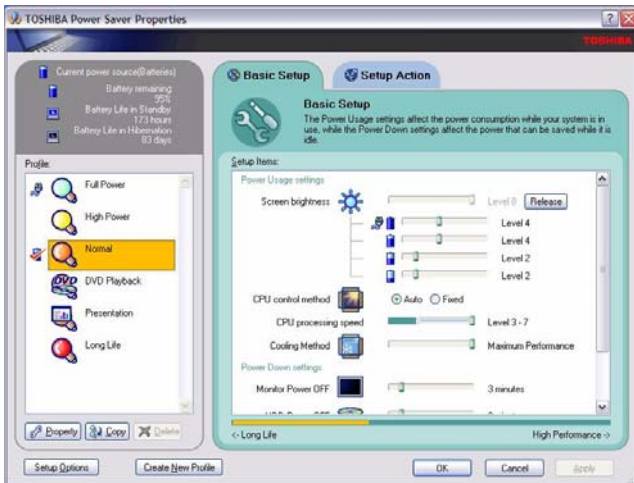 TOSHIBA Power Saver Properties
TOSHIBA
Current power source(Batteries)
Battery remaining
95%
Battery Life in Standby
173 hours
Battery Life in Hibernation
83 days
Profile:
Full Power
High Power
Normal
DVD
DVD Playback
Presentation
Long Life
Property
Copy
Delete
Basic Setup
Setup Action
Basic Setup
The Power Usage settings affect the power consumption while your system is in
use, while the Power Down settings affect the power that can be saved while it is
idle.
Setup Items:
Power Usage settings
Screen brightness
Level 8
Release
Level 4
Level 4
Level 2
Level 2
CPU control method
Auto
Fixed
CPU processing speed
Level 3 - 7
Cooling Method
Maximum Performance
Power Down settings
Monitor Power OFF
3 minutes
<- Long Life
High Performance ->
Setup Options
Create New Profile
OK
Cancel
Apply